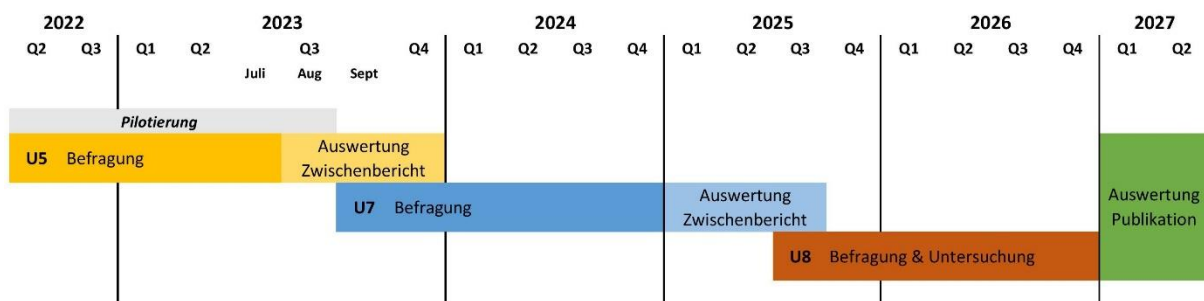 2022 2023 2024 2025 2026 2027
Q2 Q3 Q1 Q2 Q3 Q4 Q1 Q2 Q3 Q4 Q1 Q2 Q3 Q4 Q1 Q2 Q3 Q4 Q1 Q2
Juli Aug Sept
Pilotierung
U5 Befragung
Auswertung
Zwischenbericht
U7 Befragung
Auswertung
Zwischenbericht
U8 Befragung & Untersuchung
Auswertung
Publikation